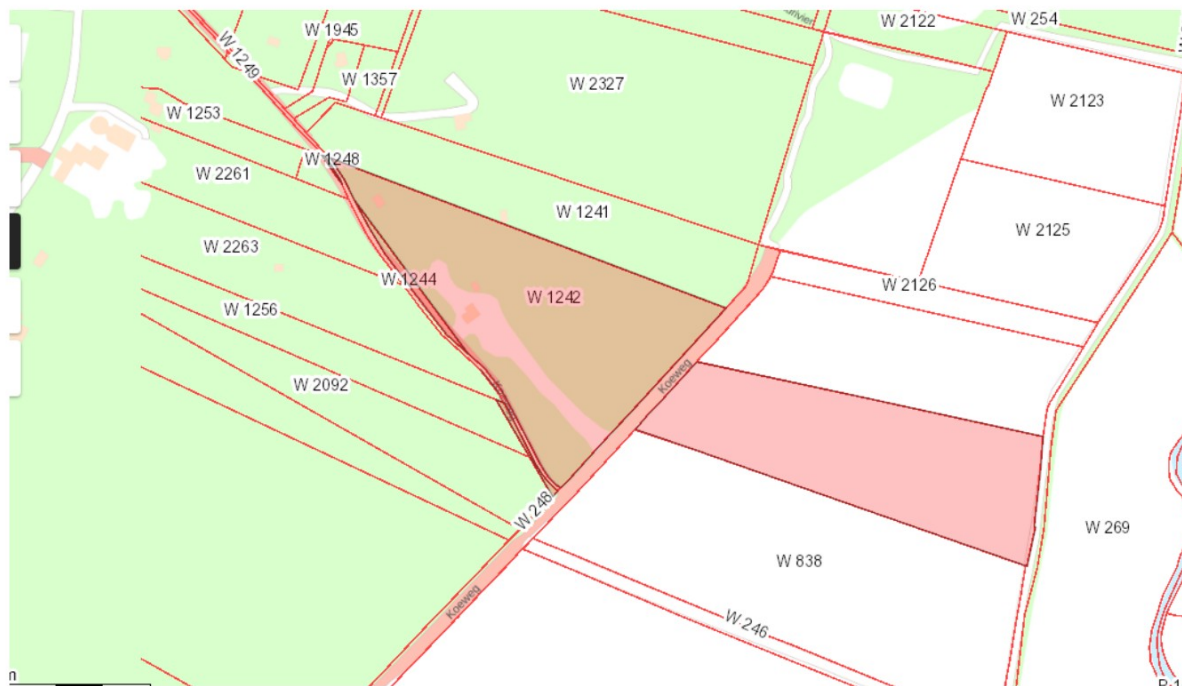 W 2122
W 254
W 1945
W 1249
W 1357
W 2327
W 2123
W 1253
W 1248
W 2261
W 1241
W 2125
W 2263
W 1244
W 1242
W 2126
W 1256
Koeweg
W 2092
W 248
W 838
W 269
Koeweg
W 246
m